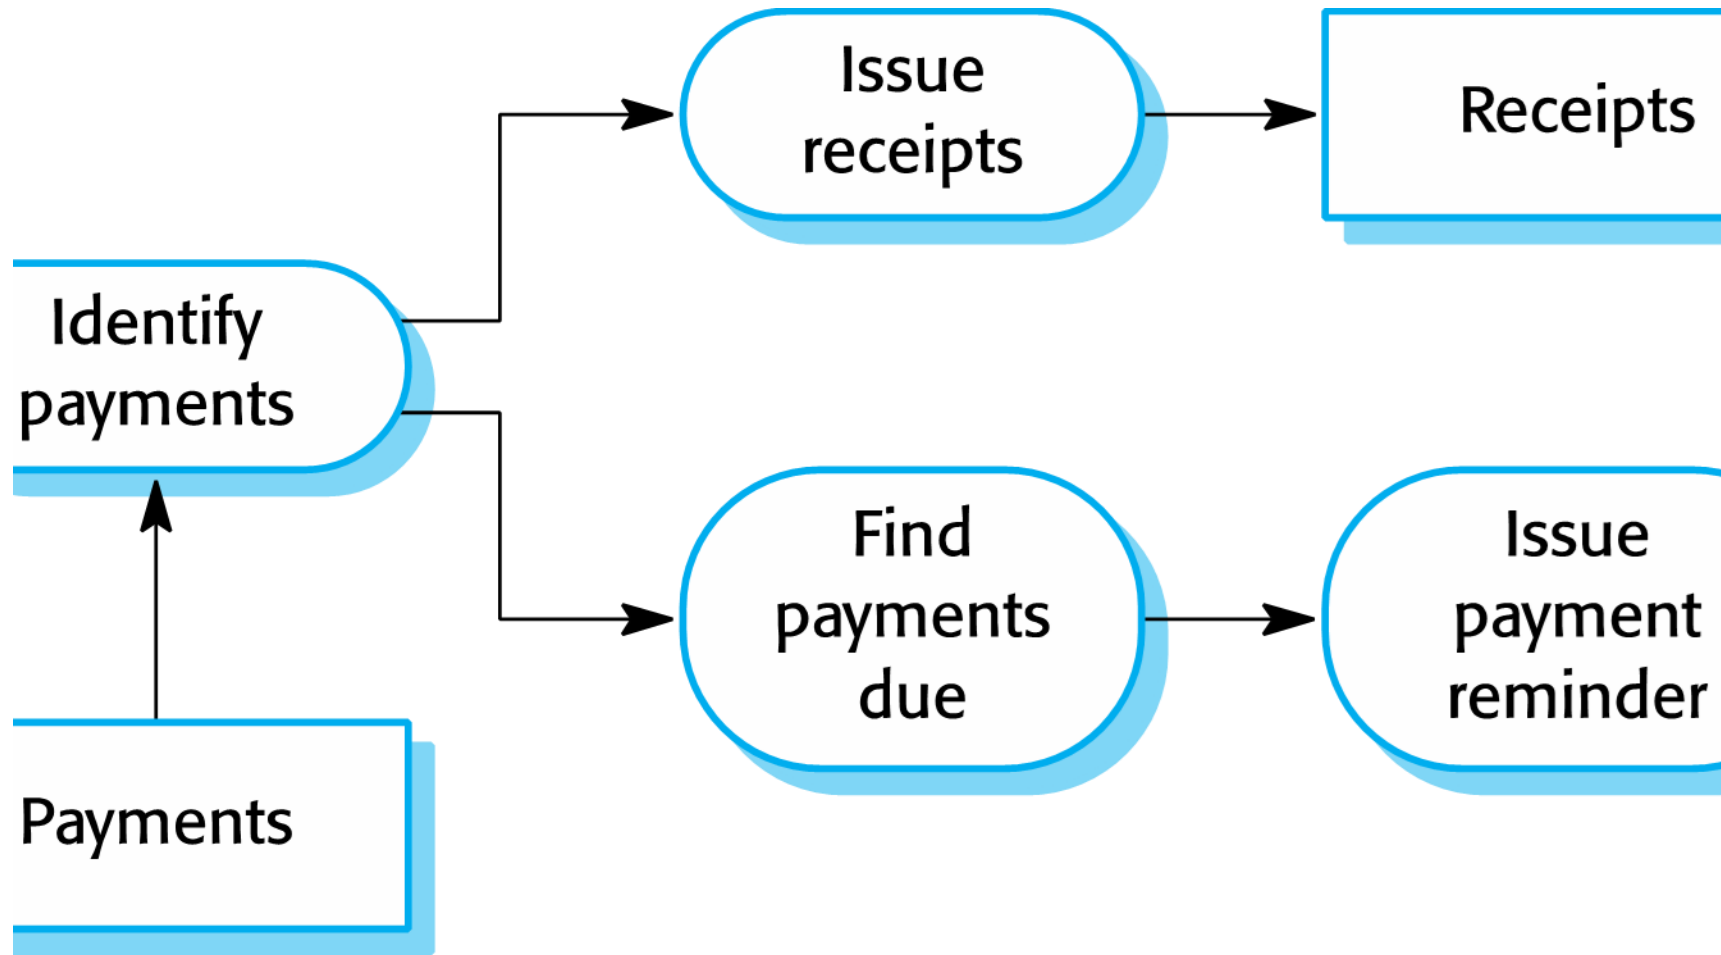 Issue
receipts
Receipts
Identify
payments
Find
payments
due
Issue
payment
reminder
Payments